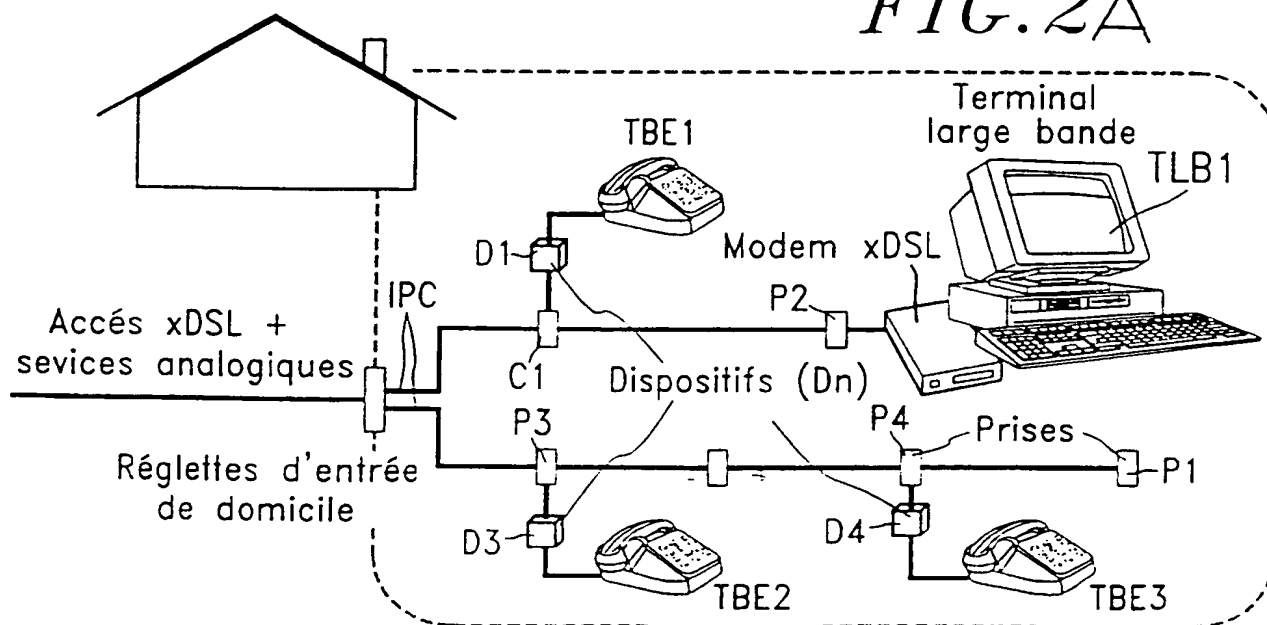 FIG. 2A
Terminal
large bande
TBE1
TLB1
D1
Modem xDSL
IPC
P2
Accés xDSL +
sevices analogiques
C1
Dispositifs (Dn)
P3
P4
Prises
P1
Réglettes d'entrée
de domicile
D3
D4
TBE2
TBE3